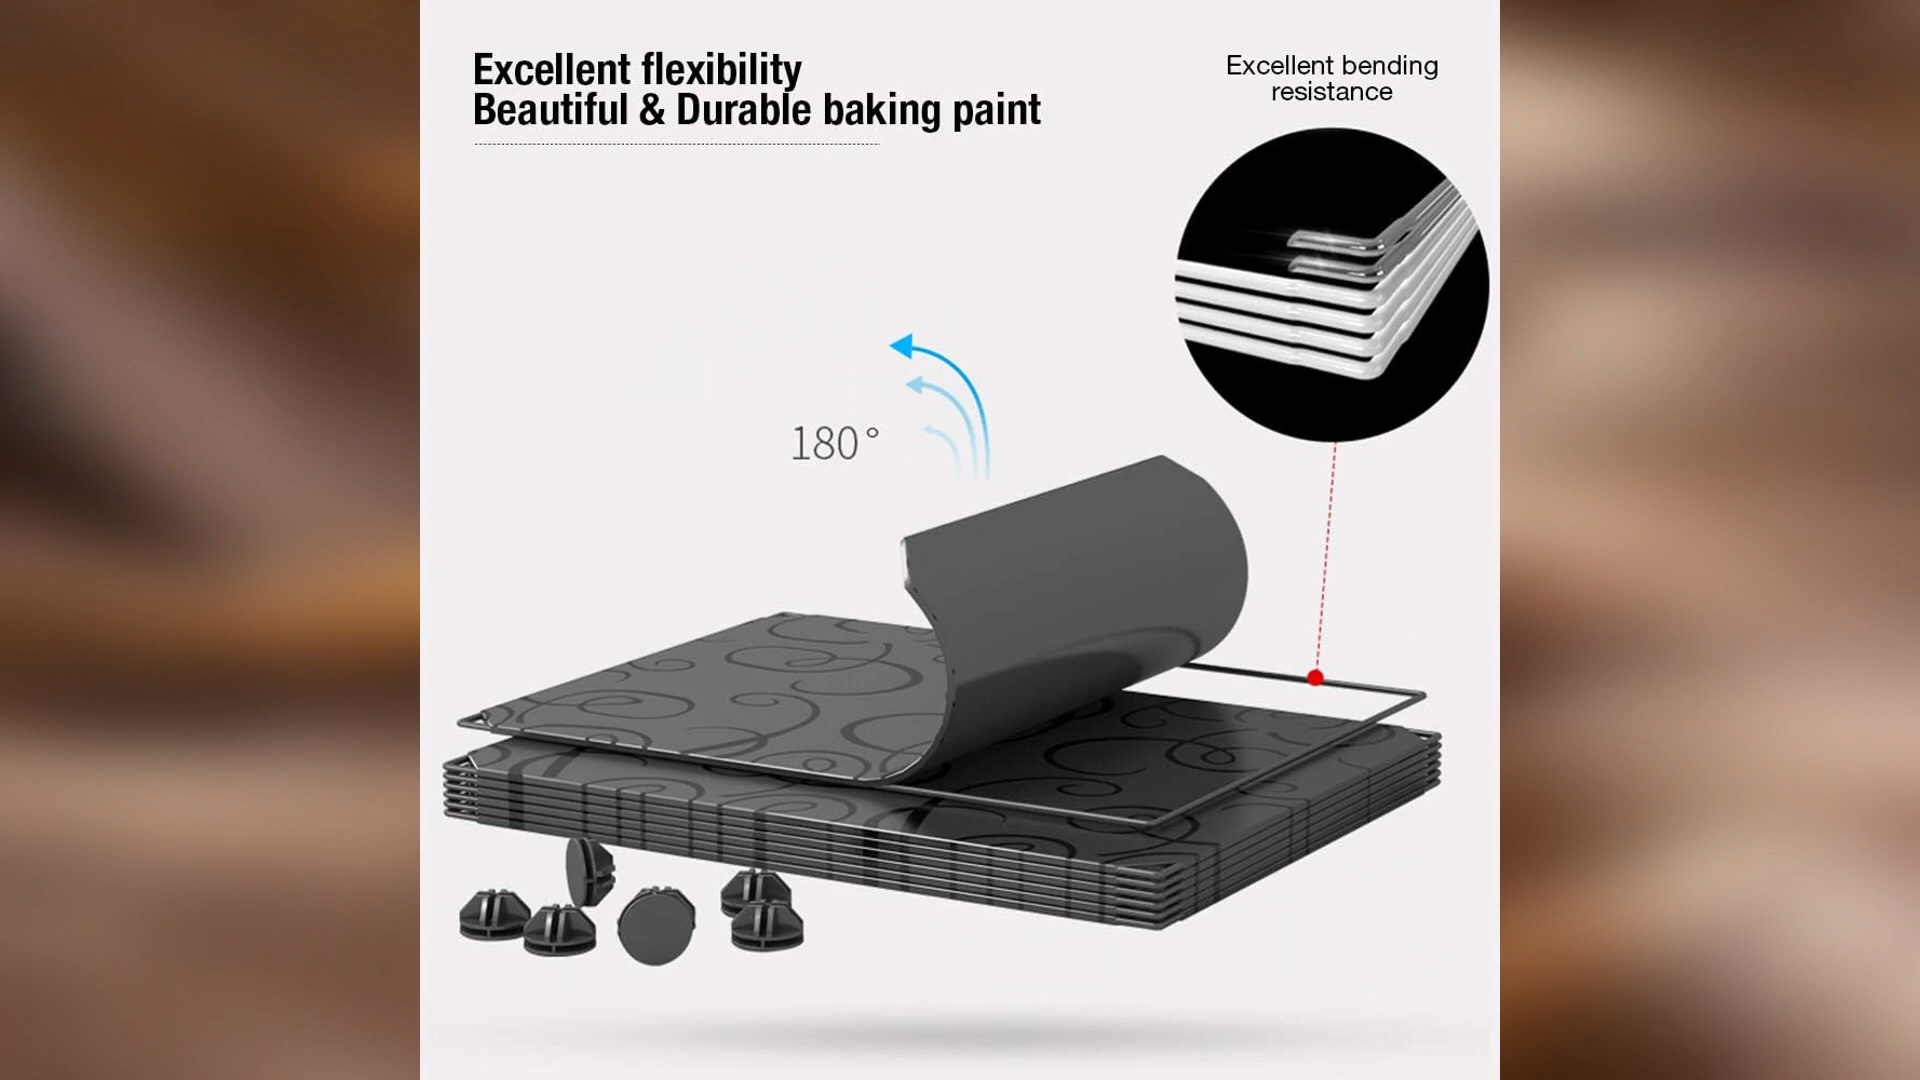 Excellent flexibility
Beautiful & Durable baking paint
Excellent bending
resistance
180°